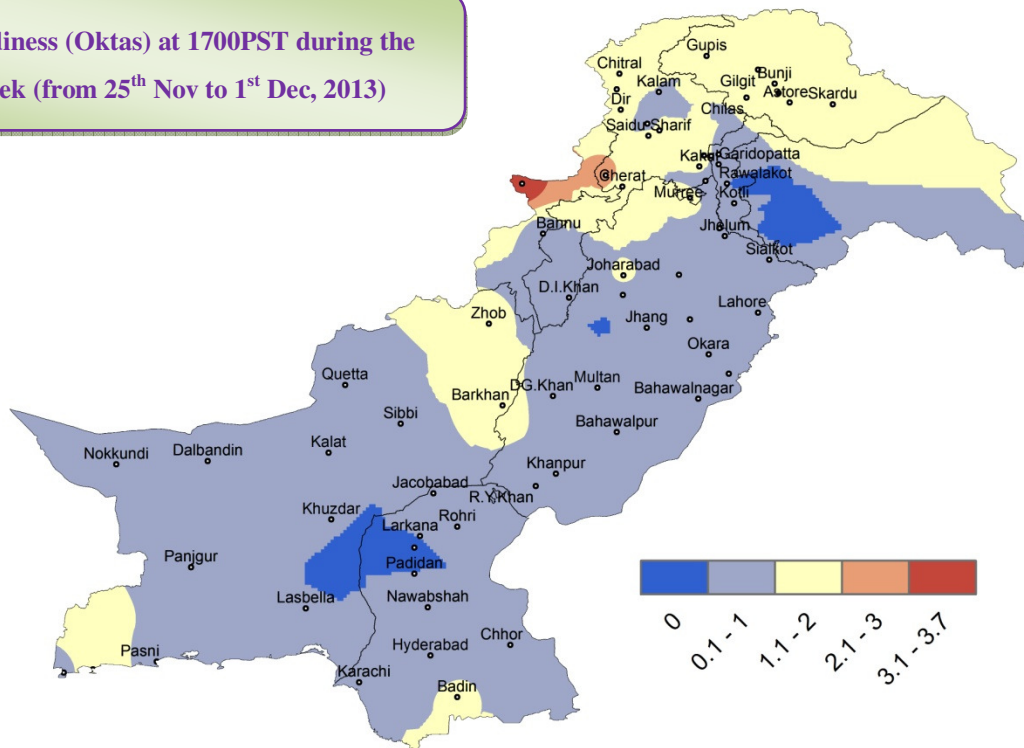 liness (Oktas) at 1700PST during the
ek (from 25th Nov to 1st Dec, 2013)
Gupis
Chitral
Bunji
Kalam
Gilgit
Dir
Astore
Skardu
Chilas
Saidu Sharif
Kakul
Garidopatta
Cherat
Rawalakot
Murree
Kotli
Bannu
Jhelum
Sialkot
Joharabad
D.I.Khan
Lahore
Zhob
Jhang
Okara
Quetta
DG.Khan
Multan
Barkhan
Bahawalnagar
Sibbi
Bahawalpur
Kalat
Nokkundi
Dalbandin
Khanpur
Jacobabad
R.Y.Khan
Khuzdar
Rohri
Larkana
Panjgur
Padidan
Lasbella
Nawabshah
Chhor
Hyderabad
Pasni
Karachi
Badin
0
0.1 - 1
1.1 - 2
2.1 - 3
3.1 - 3.7